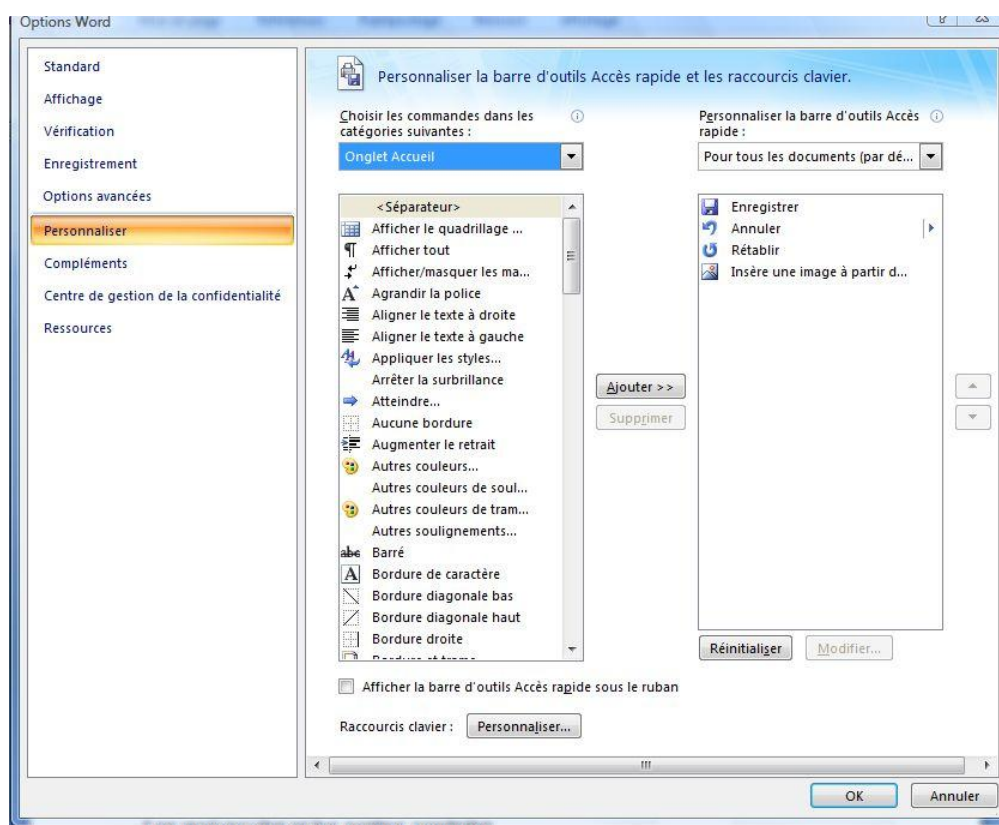 Options Word
Standard
Affichage
Vérification
Enregistrement
Options avancées
Personnaliser
Compléments
Centre de gestion de la confidentialité
Ressources
Personnaliser la barre d'outils Accès rapide et les raccourcis clavier.
Choisir les commandes dans les
catégories suivantes :
Onglet Accueil
<Séparateur>
Afficher le quadrillage ...
Afficher tout
Afficher/masquer les ma...
Agrandir la police
Aligner le texte à droite
Aligner le texte à gauche
Appliquer les styles...
Arrêter la surbrillance
Atteindre...
Aucune bordure
Augmenter le retrait
Autres couleurs...
Autres couleurs de soul...
Autres couleurs de tram...
Autres soulignements...
Barré
Bordure de caractère
Bordure diagonale bas
Bordure diagonale haut
Bordure droite
Ajouter >>
Supprimer
Personnaliser la barre d'outils Accès
rapide :
Pour tous les documents (par dé...
Enregistrer
Annuler
Rétablir
Insère une image à partir d...
Réinitialiser
Modifier...
Afficher la barre d'outils Accès rapide sous le ruban
Raccourcis clavier :
Personnaliser...
OK
Annuler